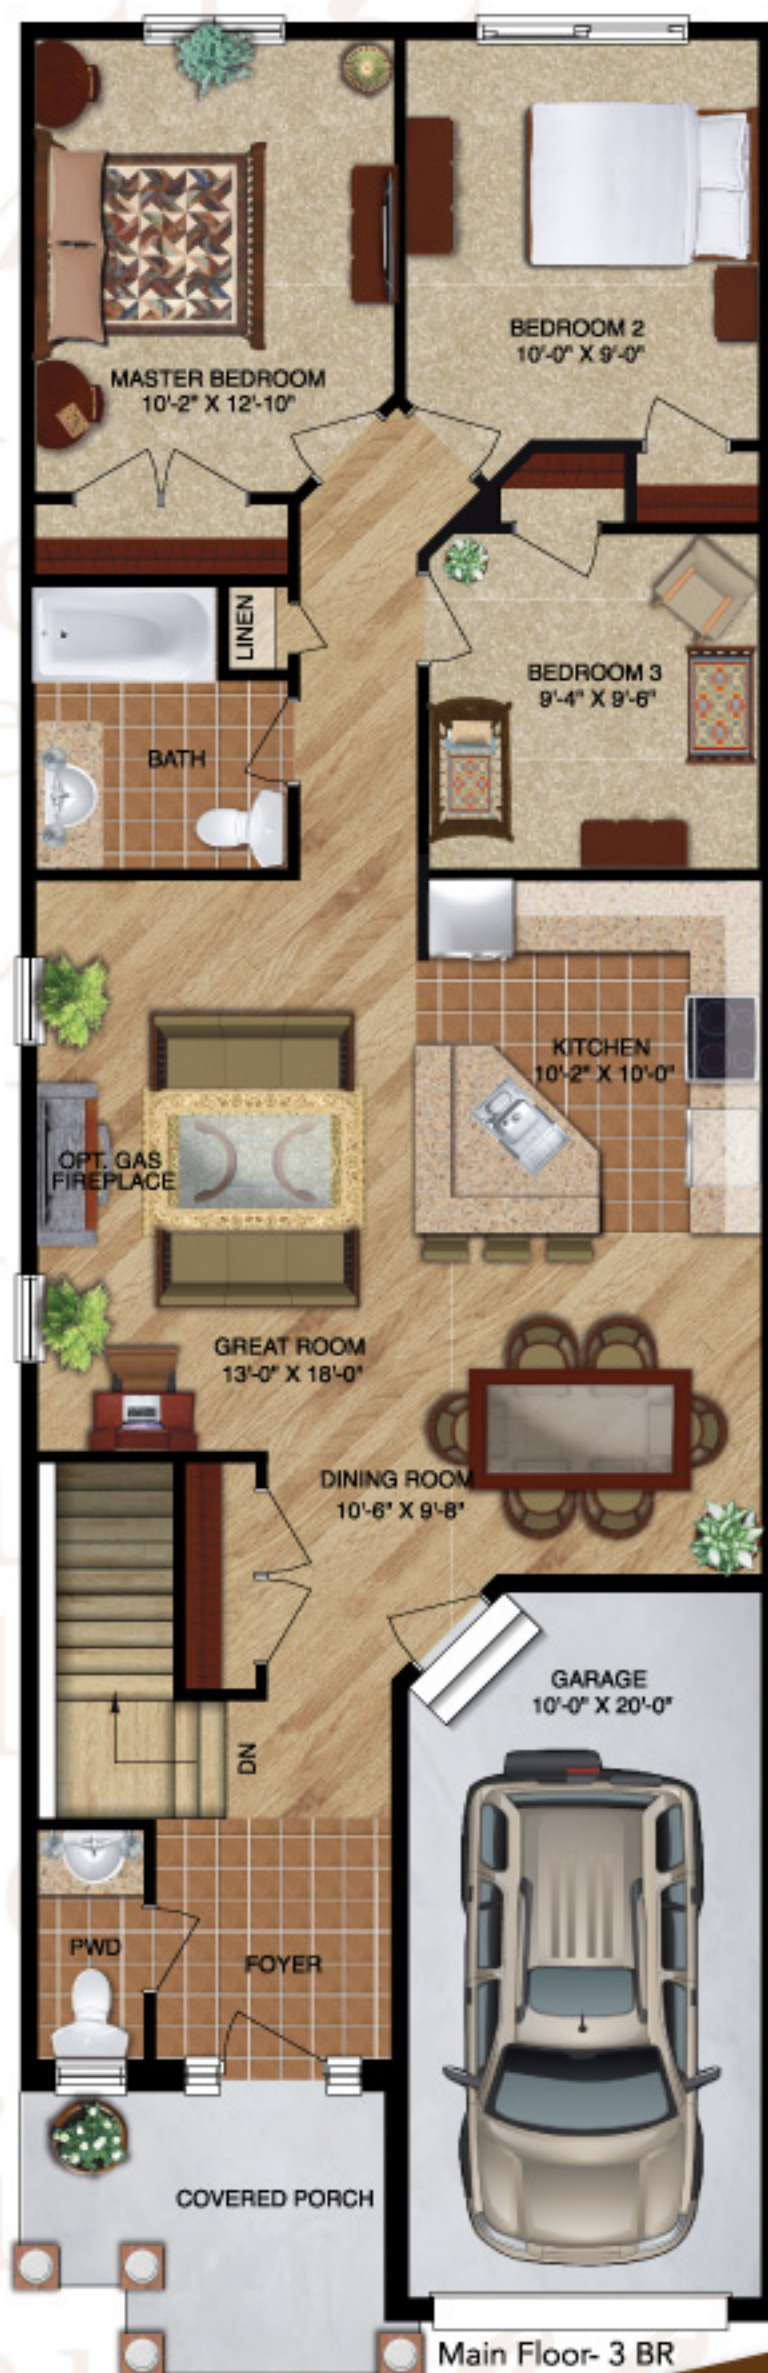 BEDROOM 2
10'-0" X 9'-0"
MASTER BEDROOM
10'-2" X 12'-10"
LINEN
BEDROOM 3
9'-4" X 9'-6"
BATH
KITCHEN
10'-2" X 10'-0"
OPT. GAS
FIREPLACE
GREAT ROOM
13'-0" X 18'-0"
DINING ROOM
10'-6" X 9'-8"
GARAGE
10'-0" X 20'-0"
DN
PWD
FOYER
COVERED PORCH
Main Floor- 3 BR